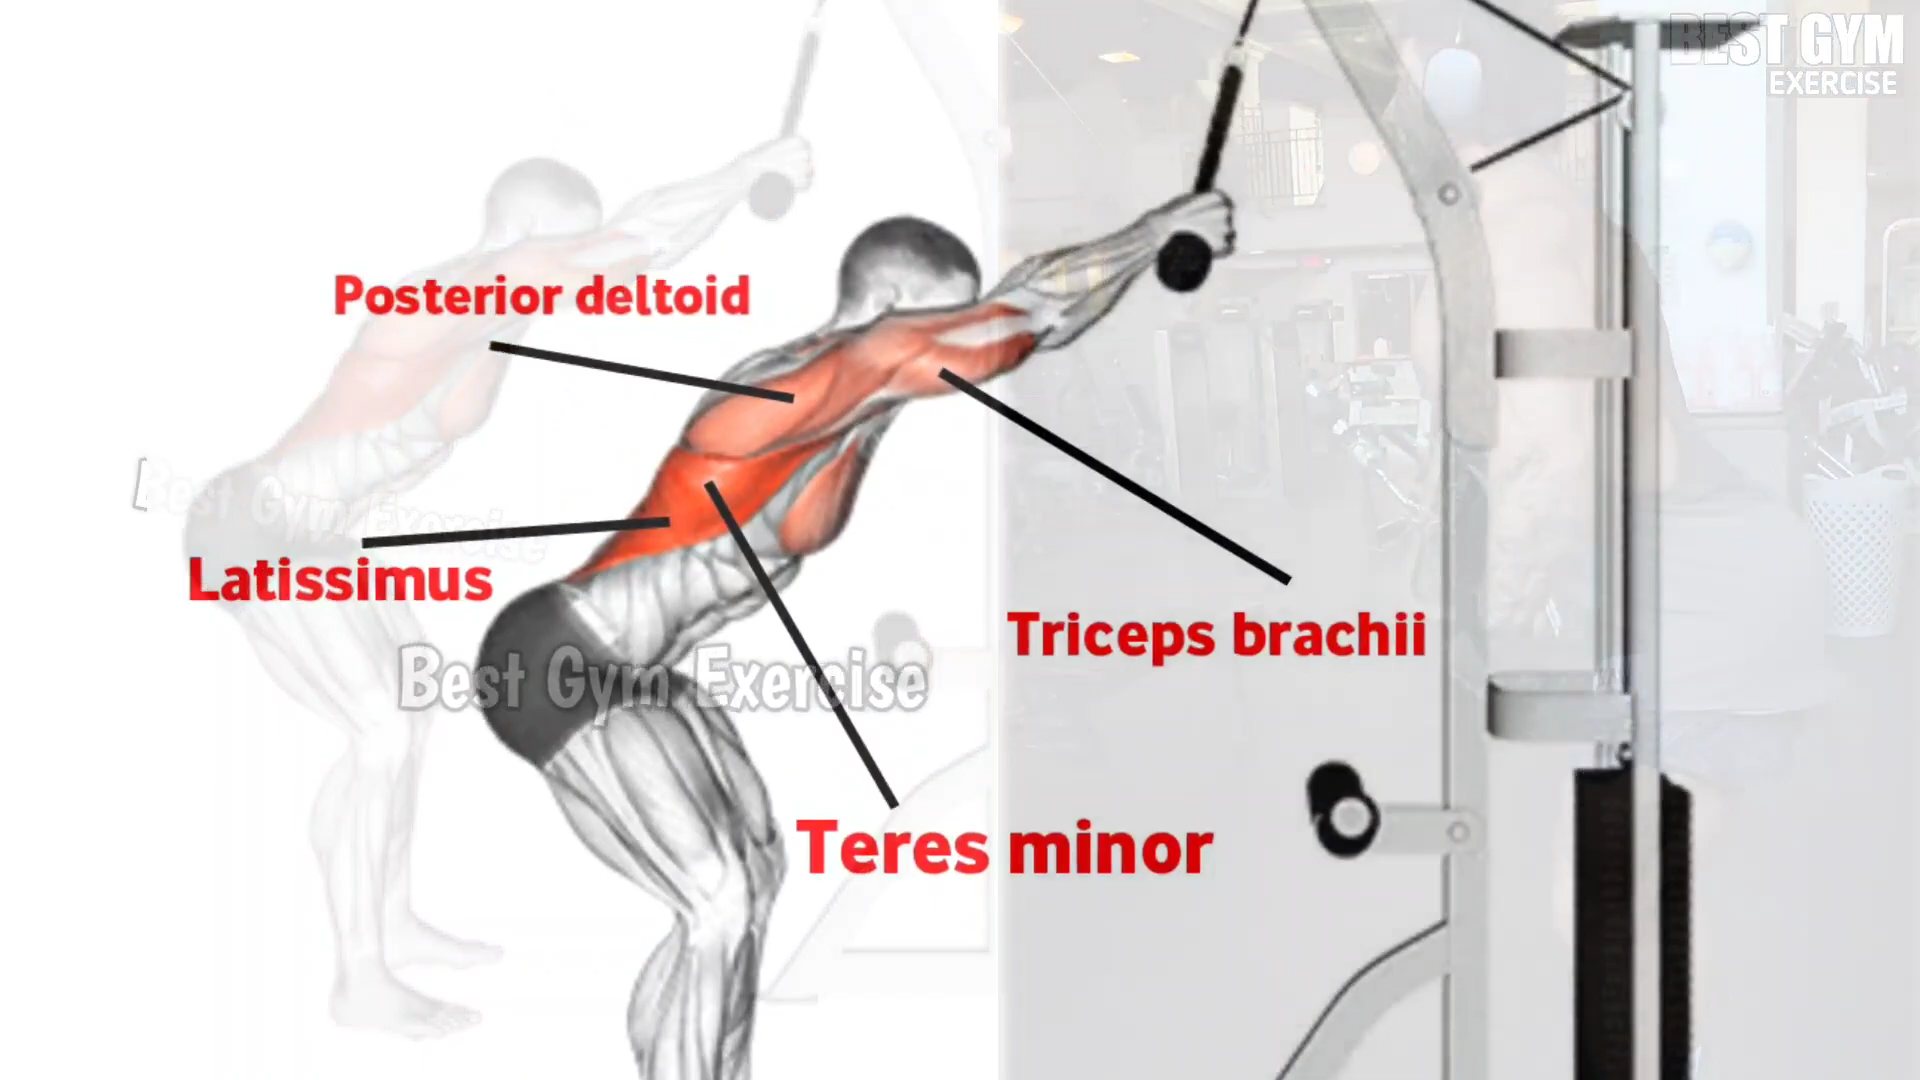 BEST GYM
EXERCISE
Posterior deltoid
Best Gym Exercise
Latissimus
Triceps brachii
Best Gym Exercise
Teres minor